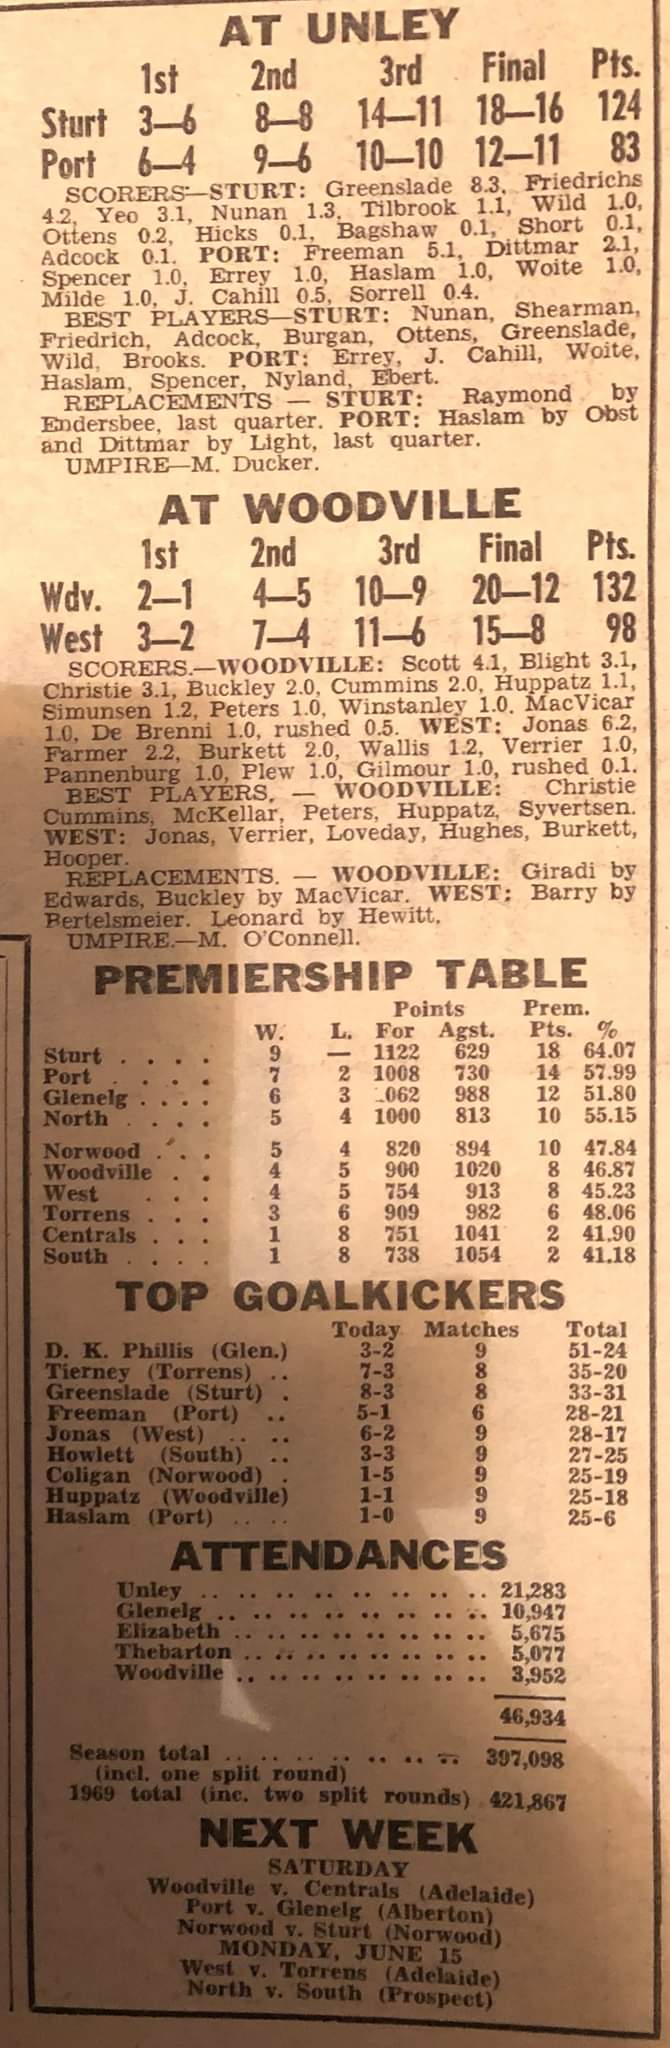 AT UNLEY
1st 2nd 3rd Final Pts.
Sturt 3—6 8—8 14—11 18—16 124
Port 6—4 9—6 10—10 12—11 83
SCORERS—STURT: Greenslade 8.3, Friedrichs
4.2, Yeo 3.1, Nunan 1.3, Tilbrook 1.1, Wild 1.0,
Ottens 0.2, Hicks 0.1, Bagshaw 0.1, Short 0.1,
Adcock 0.1. PORT: Freeman 5.1, Dittmar 2.1,
Spencer 1.0, Errey 1.0, Haslam 1.0, Woite 1.0,
Milde 1.0, J. Cahill 0.5, Sorrell 0.4.
BEST PLAYERS—STURT: Nunan, Shearman,
Friedrich, Adcock, Burgan, Ottens, Greenslade,
Wild, Brooks. PORT: Errey, J. Cahill, Woite,
Haslam, Spencer, Nyland, Ebert.
REPLACEMENTS — STURT: Raymond by
Endersbee, last quarter. PORT: Haslam by Obst
and Dittmar by Light, last quarter.
UMPIRE—M. Ducker.
AT WOODVILLE
1st 2nd 3rd Final Pts.
Wdv. 2—1 4—5 10—9 20—12 132
West 3—2 7—4 11—6 15—8 98
SCORERS.—WOODVILLE: Scott 4.1, Blight 3.1,
Christie 3.1, Buckley 2.0, Cummins 2.0, Huppatz 1.1,
Simunsen 1.2, Peters 1.0, Winstanley 1.0. MacVicar
1.0, De Brenni 1.0, rushed 0.5. WEST: Jonas 6.2,
Farmer 2.2, Burkett 2.0, Wallis 1.2, Verrier 1.0,
Pannenburg 1.0, Plew 1.0, Gilmour 1.0, rushed 0.1.
BEST PLAYERS. — WOODVILLE: Christie
Cummins, McKellar, Peters, Huppatz, Syvertsen.
WEST: Jonas, Verrier, Loveday, Hughes, Burkett,
Hooper.
REPLACEMENTS. — WOODVILLE: Giradi by
Edwards, Buckley by MacVicar. WEST: Barry by
Bertelsmeier. Leonard by Hewitt.
UMPIRE.—M. O'Connell.
PREMIERSHIP TABLE
Points Prem.
W. L. For Agst. Pts. %
Sturt . . . . 9 — 1122 629 18 64.07
Port . . . . 7 2 1008 730 14 57.99
Glenelg . . . . 6 3 .062 988 12 51.80
North . . . . 5 4 1000 813 10 55.15
Norwood . . . 5 4 820 894 10 47.84
Woodville . . . 4 5 900 1020 8 46.87
West . . . 4 5 754 913 8 45.23
Torrens . . . 3 6 909 982 6 48.06
Centrals . . . 1 8 751 1041 2 41.90
South . . . . 1 8 738 1054 2 41.18
TOP GOALKICKERS
Today Matches Total
D. K. Phillis (Glen.) 3-2 9 51-24
Tierney (Torrens) .. 7-3 8 35-20
Greenslade (Sturt) . 8-3 8 33-31
Freeman (Port) .. 5-1 6 28-21
Jonas (West) .. .. 6-2 9 28-17
Howlett (South) .. 3-3 9 27-25
Coligan (Norwood) . 1-5 9 25-19
Huppatz (Woodville) 1-1 9 25-18
Haslam (Port) .. .. 1-0 9 25-6
ATTENDANCES
Unley .. .. .. .. .. .. .. .. .. 21,283
Glenelg .. .. .. .. .. .. .. .. .. 10,947
Elizabeth .. .. .. .. .. .. .. .. 5,675
Thebarton .. .. .. .. .. .. .. .. 5,077
Woodville .. .. .. .. .. .. .. .. 3,952
46,934
Season total .. .. .. .. .. .. .. 397,098
(incl. one split round)
1969 total (inc. two split rounds) 421,867
NEXT WEEK
SATURDAY
Woodville v. Centrals (Adelaide)
Port v. Glenelg (Alberton)
Norwood v. Sturt (Norwood)
MONDAY, JUNE 15
West v. Torrens (Adelaide)
North v. South (Prospect)